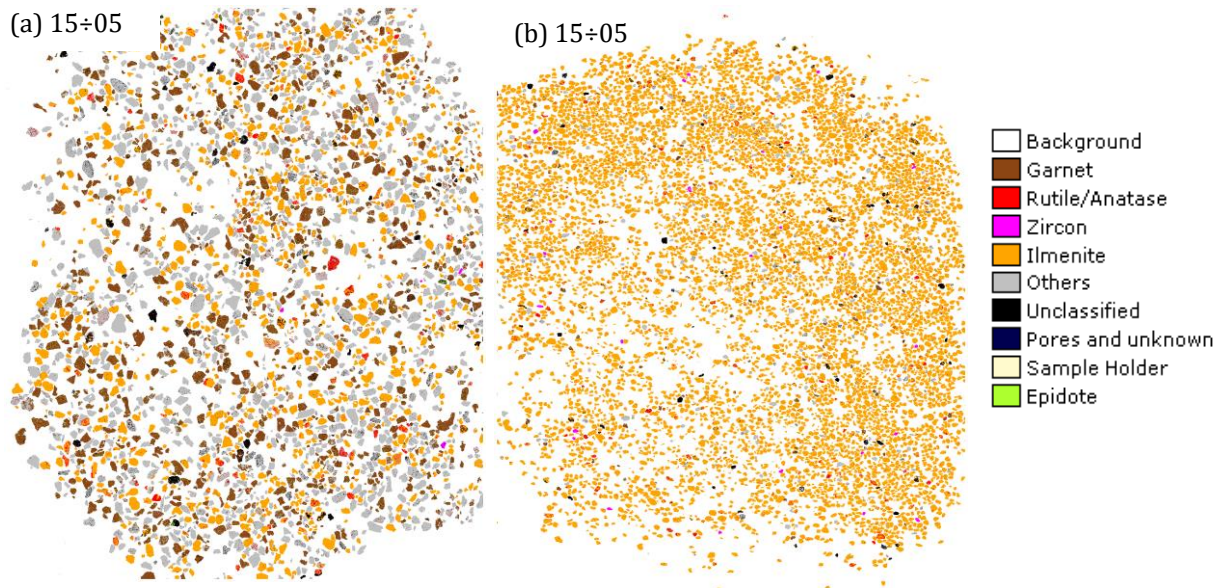 (a) 15÷05
(b) 15÷05
Background
Garnet
Rutile/Anatase
Zircon
Ilmenite
Others
Unclassified
Pores and unknown
Sample Holder
Epidote